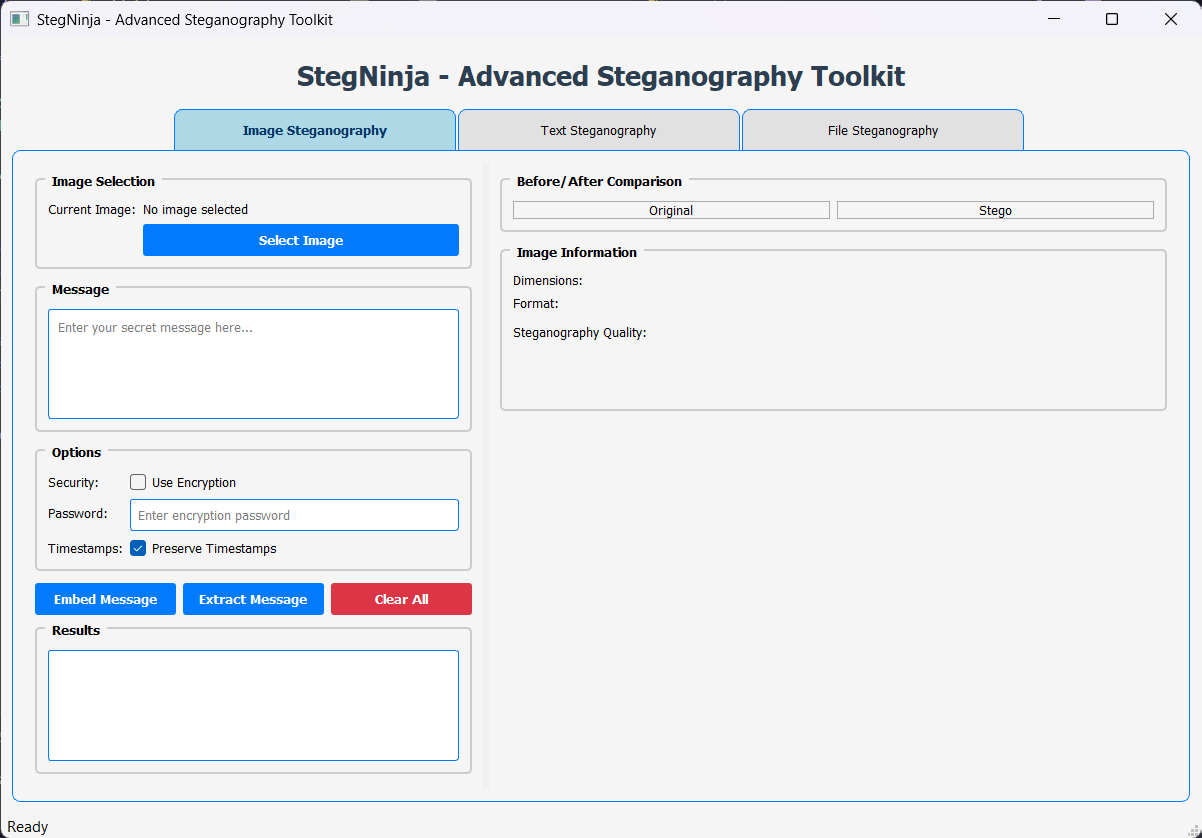 StegNinja - Advanced Steganography Toolkit
StegNinja - Advanced Steganography Toolkit
Image Steganography
Text Steganography
File Steganography
Image Selection
Current Image: No image selected
Select Image
Message
Enter your secret message here...
Options
Security: Use Encryption
Password: Enter encryption password
Timestamps: Preserve Timestamps
Embed Message
Extract Message
Clear All
Results
Before/After Comparison
Original
Stego
Image Information
Dimensions:
Format:
Steganography Quality:
Ready